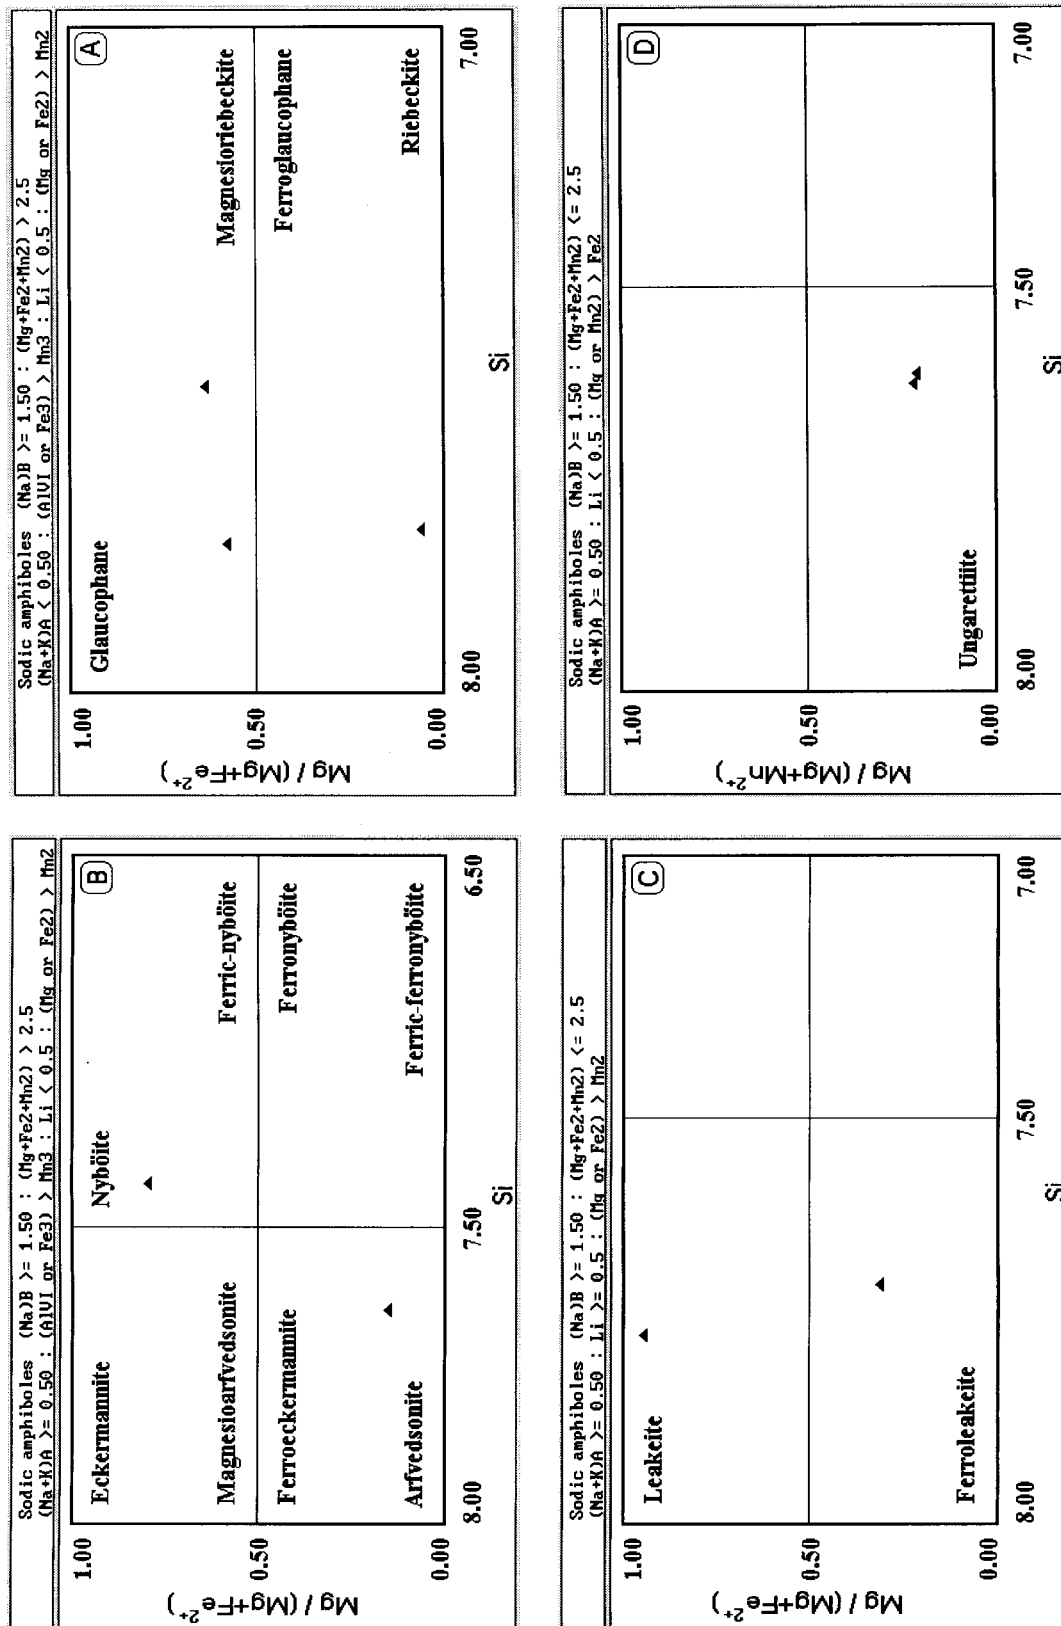 Sodic amphiboles (Na)B >= 1.50 : (Mg+Fe2+Mn2) > 2.5
(Na+K)A >= 0.50 : (AlVI or Fe3) > Mn3 : Li < 0.5 : (Mg or Fe2) > Mn2
B
1.00
0.50
0.00
Mg / (Mg+Fe²⁺)
Eckermannite
Nyböite
Magnesioarfvedsonite
Ferric-nyböite
Ferroeckermannite
Ferronyböite
Arfvedsonite
Ferric-ferronyböite
8.00
7.50
6.50
Si
Sodic amphiboles (Na)B >= 1.50 : (Mg+Fe2+Mn2) > 2.5
(Na+K)A < 0.50 : (AlVI or Fe3) > Mn3 : Li < 0.5 : (Mg or Fe2) > Mn2
A
1.00
0.50
0.00
Mg / (Mg+Fe²⁺)
Glaucophane
Magnesioriebeckite
Ferroglaucophane
Riebeckite
8.00
7.00
Si
Sodic amphiboles (Na)B >= 1.50 : (Mg+Fe2+Mn2) <= 2.5
(Na+K)A >= 0.50 : Li >= 0.5 : (Mg or Fe2) > Mn2
C
1.00
0.50
0.00
Mg / (Mg+Fe²⁺)
Leakeite
Ferroleakeite
8.00
7.50
7.00
Si
Sodic amphiboles (Na)B >= 1.50 : (Mg+Fe2+Mn2) <= 2.5
(Na+K)A >= 0.50 : Li < 0.5 : (Mg or Mn2) > Fe2
D
1.00
0.50
0.00
Mg / (Mg+Mn²⁺)
Ungarettiite
8.00
7.50
7.00
Si